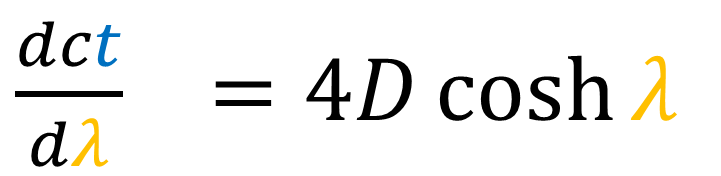 dct/dλ = 4D cosh λ